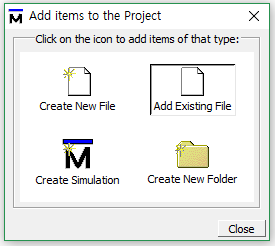 Add items to the Project
Click on the icon to add items of that type:
Create New File
Add Existing File
Create Simulation
Create New Folder
Close